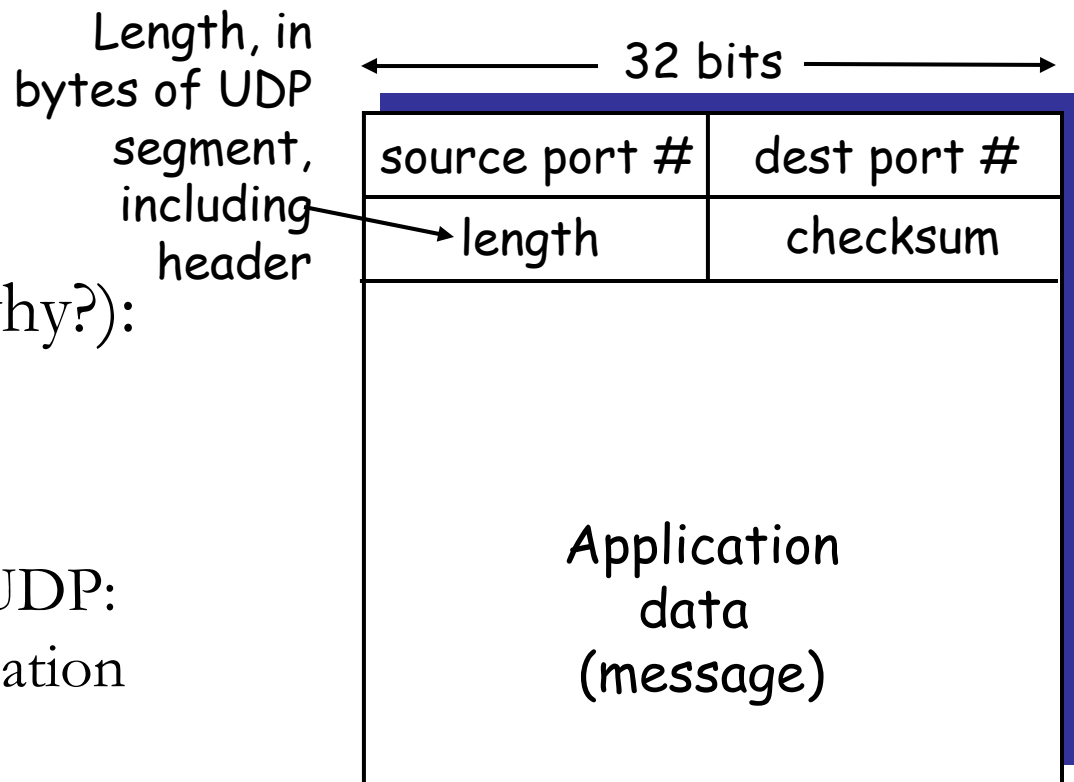 Length, in
bytes of UDP
segment,
including
header
32 bits
source port # dest port #
length checksum
hy?):
UDP:
ation
Application
data
(message)